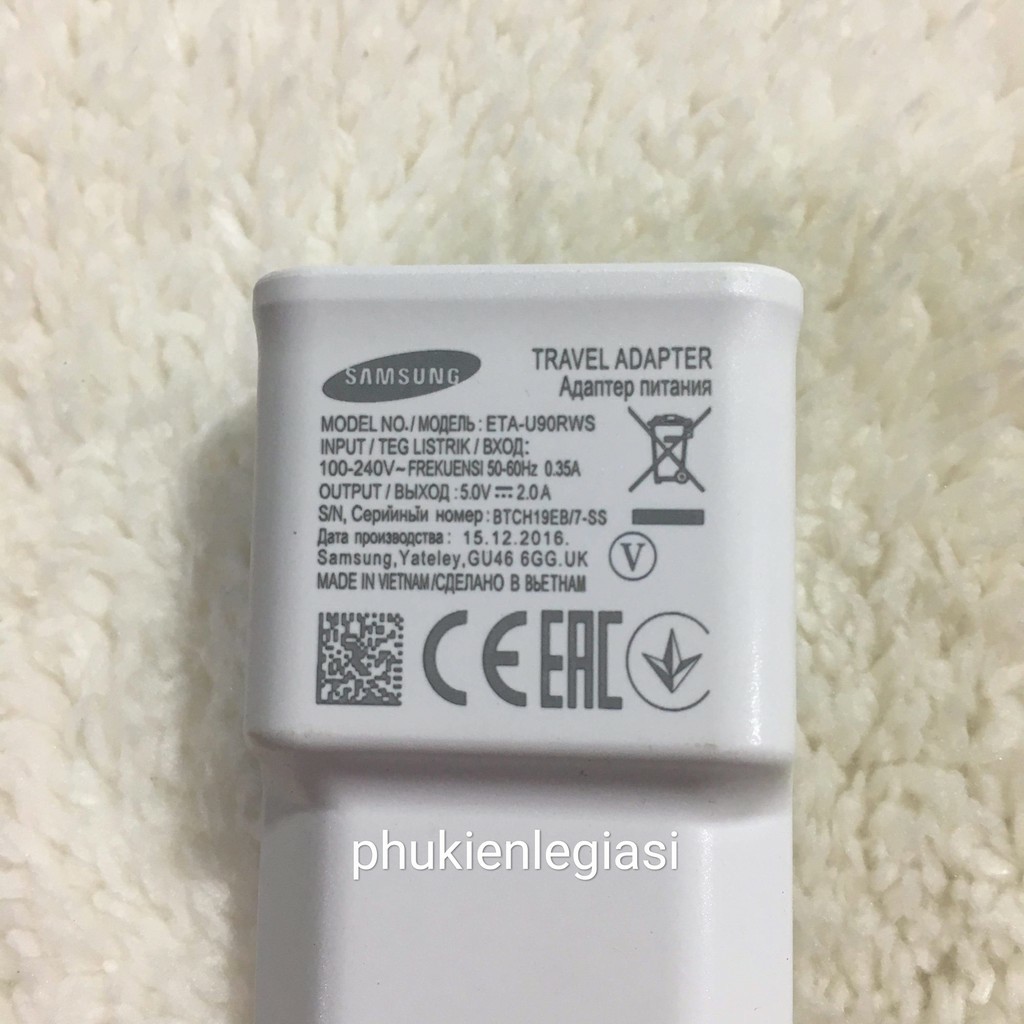 SAMSUNG
TRAVEL ADAPTER
Адаптер питания
MODEL NO./МОДЕЛЬ: ETA-U90RWS
INPUT / TEG LISTRIK / ВХОД:
100-240V~FREKUENSI 50-60Hz 0.35A
OUTPUT / ВЫХОД :5.0V ⎓ 2.0A
S/N, Серийный номер: BTCH19EB/7-SS
Дата производства: 15.12.2016.
Samsung,Yateley,GU46 6GG.UK
MADE IN VIETNAM/СДЕЛАНО В ВЬЕТНАМ
V
CE EAC
phukienlegiasi